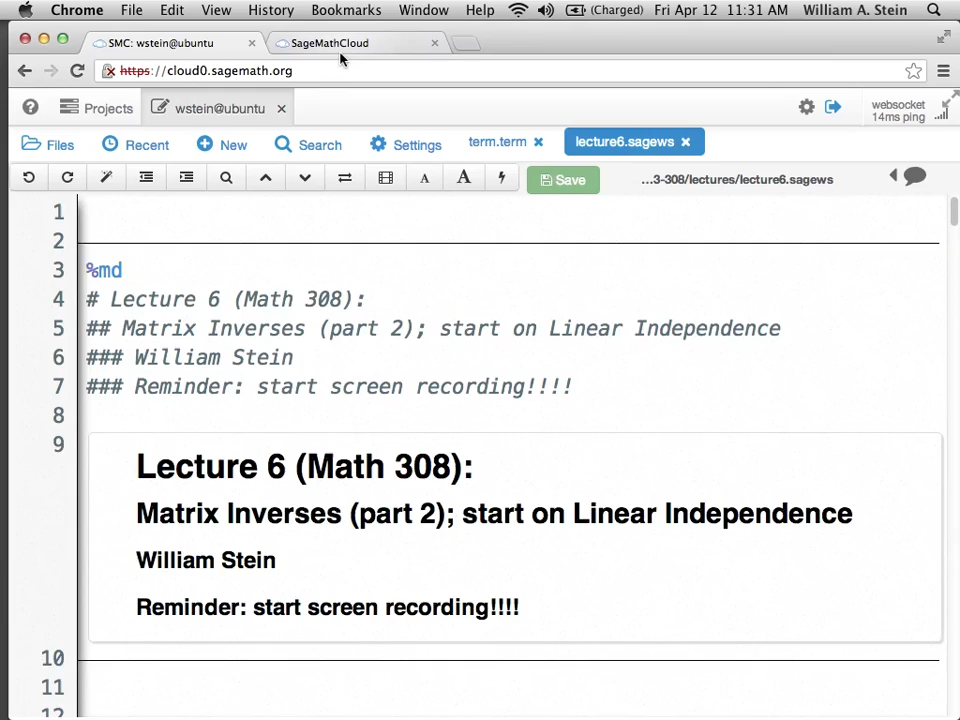 Chrome File Edit View History Bookmarks Window Help (Charged) Fri Apr 12 11:31 AM William A. Stein
SMC: wstein@ubuntu × SageMathCloud ×
https://cloud0.sagemath.org
Projects wstein@ubuntu × websocket
14ms ping
Files Recent New Search Settings term.term × lecture6.sagews ×
A A Save ...3-308/lectures/lecture6.sagews
1
2
3 %md
4 # Lecture 6 (Math 308):
5 ## Matrix Inverses (part 2); start on Linear Independence
6 ### William Stein
7 ### Reminder: start screen recording!!!!
8
9
Lecture 6 (Math 308):
Matrix Inverses (part 2); start on Linear Independence
William Stein
Reminder: start screen recording!!!!
10
11
12